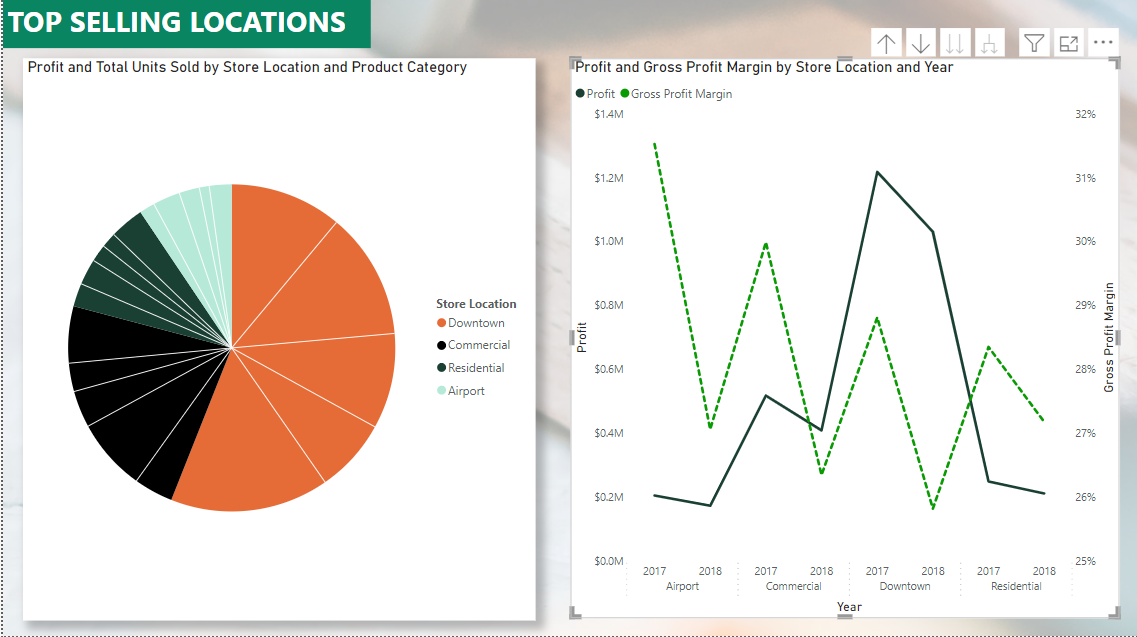 TOP SELLING LOCATIONS
Profit and Total Units Sold by Store Location and Product Category
Store Location
Downtown
Commercial
Residential
Airport
Profit and Gross Profit Margin by Store Location and Year
Profit Gross Profit Margin
$1.4M 32%
$1.2M 31%
$1.0M 30%
$0.8M 29%
$0.6M 28%
$0.4M 27%
$0.2M 26%
$0.0M 25%
Profit
Gross Profit Margin
2017 2018 2017 2018 2017 2018 2017 2018
Airport Commercial Downtown Residential
Year